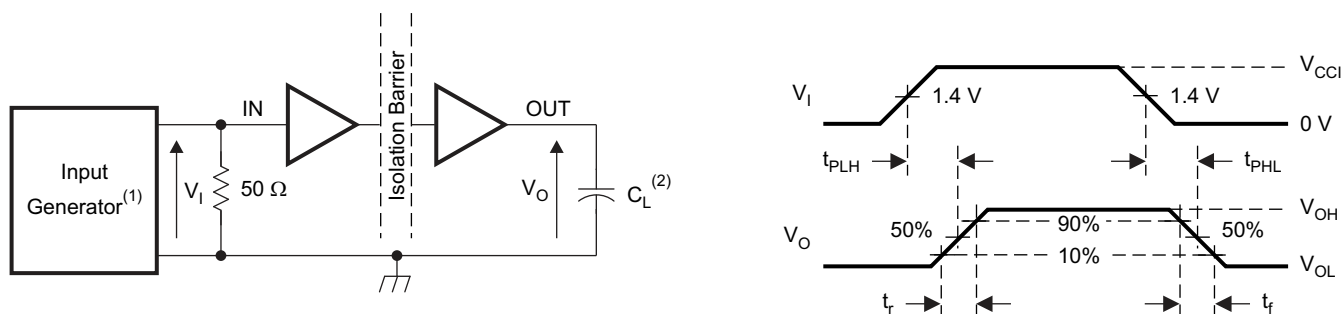 Input
Generator(1)
VI
50 Ω
IN
Isolation Barrier
OUT
VO
CL(2)
VI
1.4 V
1.4 V
VCCI
0 V
tPLH
tPHL
VO
50%
90%
50%
10%
VOH
VOL
tr
tf